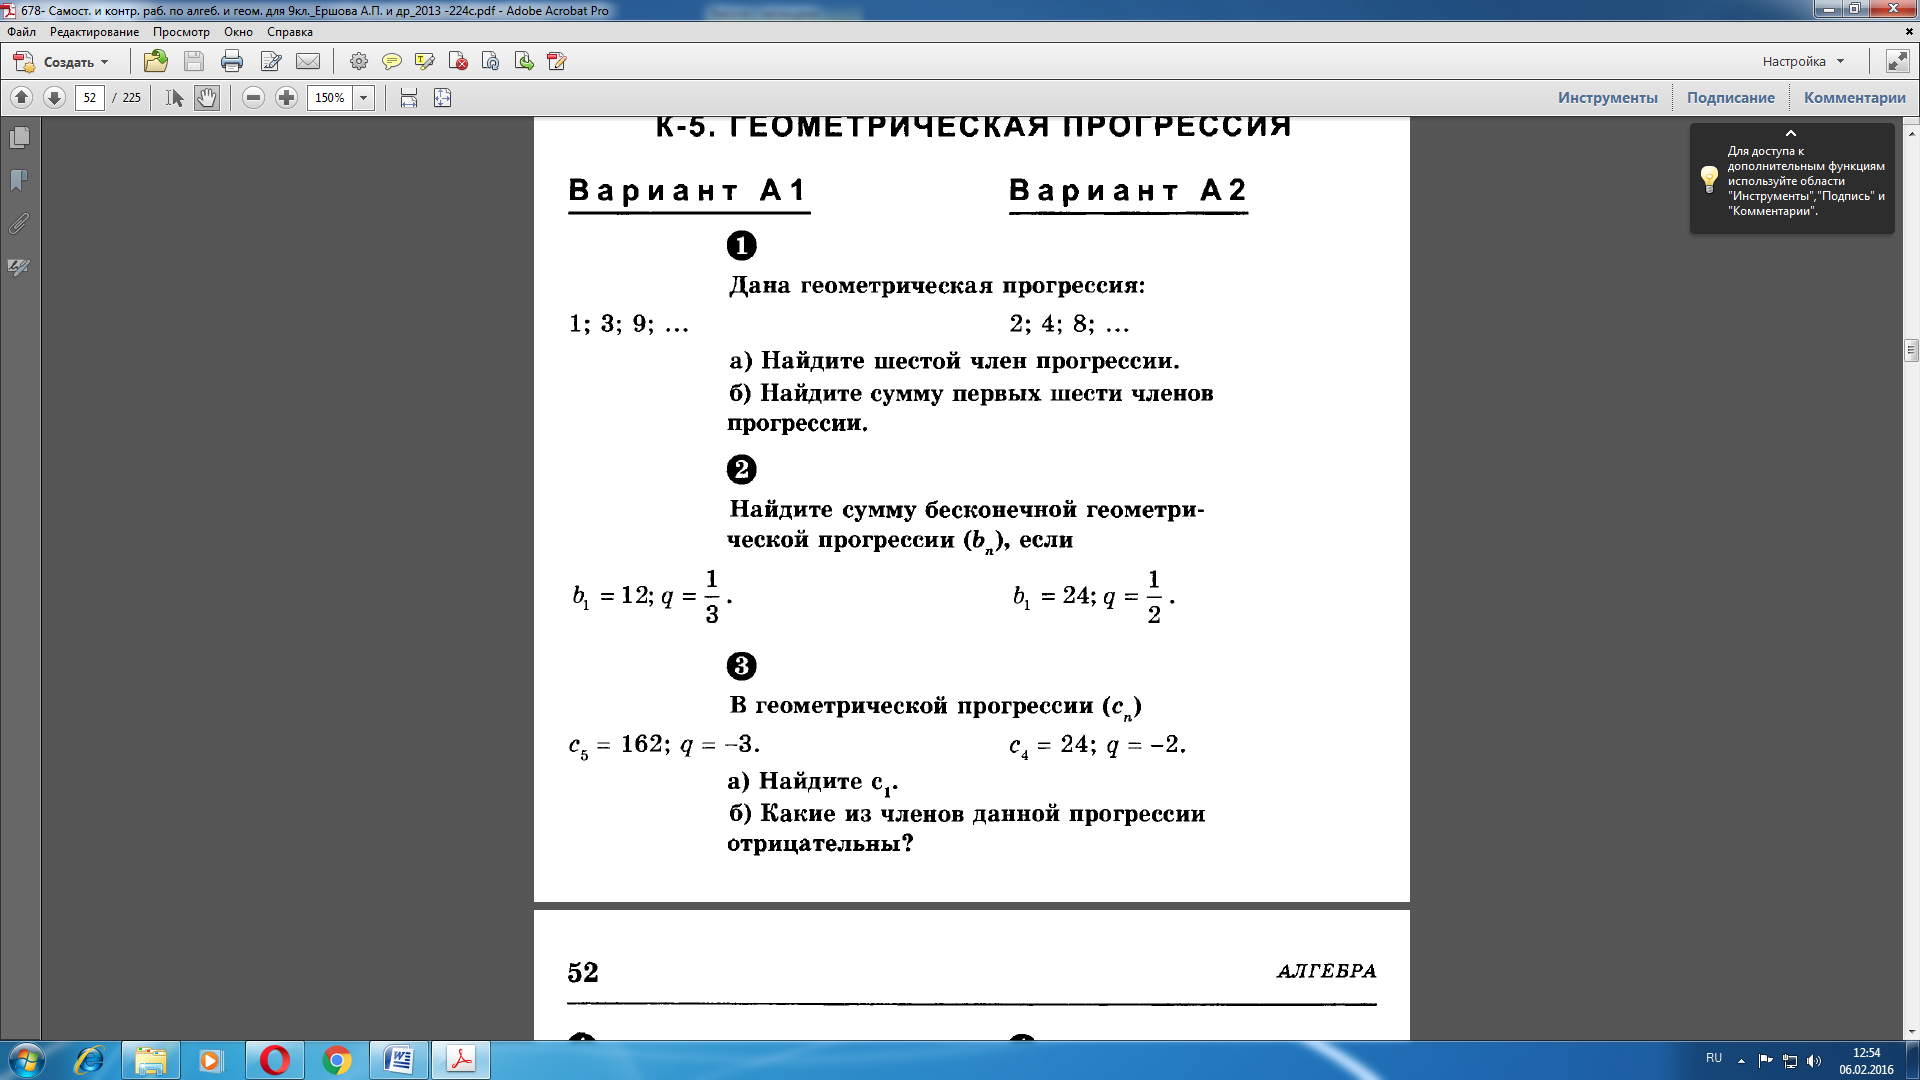 678- Самост. и контр. раб. по алгеб. и геом. для 9кл._Ершова А.П. и др_2013 -224с.pdf - Adobe Acrobat Pro
Файл Редактирование Просмотр Окно Справка
Создать
Настройка
52 / 225
150%
Инструменты Подписание Комментарии
К-5. ГЕОМЕТРИЧЕСКАЯ ПРОГРЕССИЯ
Для доступа к
дополнительным функциям
используйте области
"Инструменты","Подпись" и
"Комментарии".
Вариант А1 Вариант А2
1
Дана геометрическая прогрессия:
1; 3; 9; ... 2; 4; 8; ...
а) Найдите шестой член прогрессии.
б) Найдите сумму первых шести членов
прогрессии.
2
Найдите сумму бесконечной геометри-
ческой прогрессии (bₙ), если
b₁ = 12; q = 1/3. b₁ = 24; q = 1/2.
3
В геометрической прогрессии (cₙ)
c₅ = 162; q = –3. c₄ = 24; q = –2.
а) Найдите c₁.
б) Какие из членов данной прогрессии
отрицательны?
52 АЛГЕБРА
RU
12:54
06.02.2016